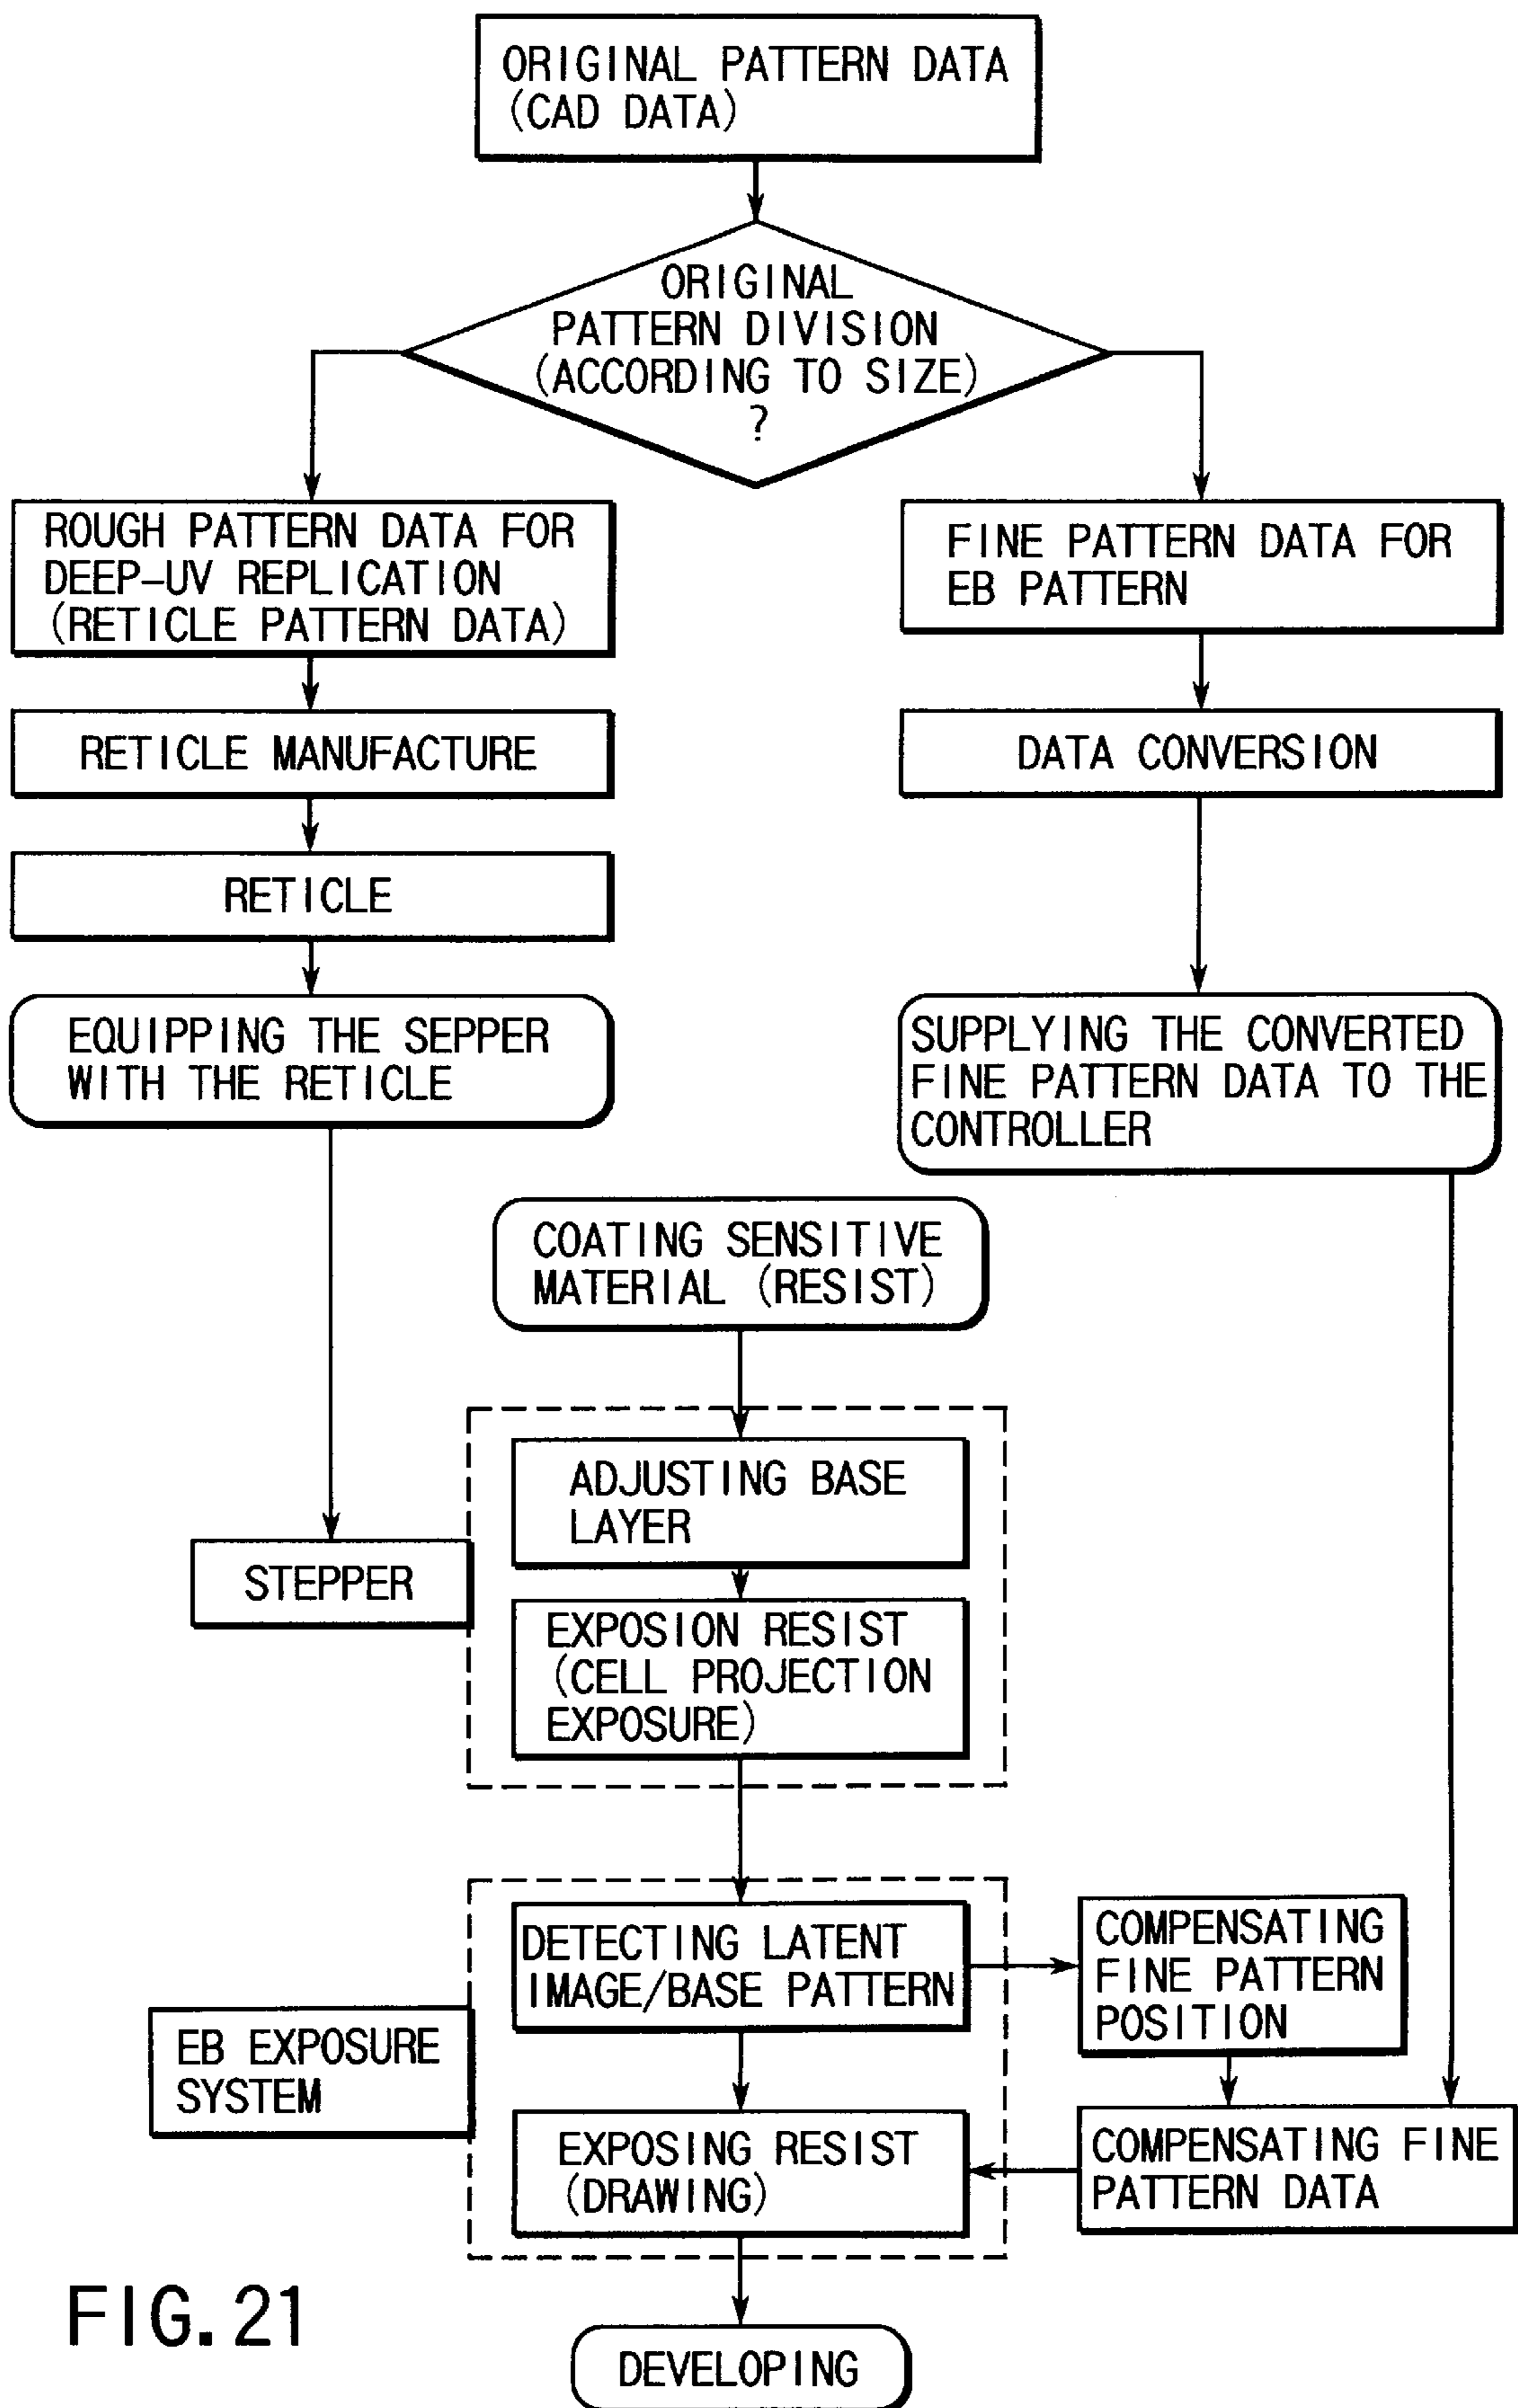 ORIGINAL PATTERN DATA
(CAD DATA)
ORIGINAL
PATTERN DIVISION
(ACCORDING TO SIZE)
?
ROUGH PATTERN DATA FOR
DEEP-UV REPLICATION
(RETICLE PATTERN DATA)
FINE PATTERN DATA FOR
EB PATTERN
RETICLE MANUFACTURE
DATA CONVERSION
RETICLE
EQUIPPING THE SEPPER
WITH THE RETICLE
SUPPLYING THE CONVERTED
FINE PATTERN DATA TO THE
CONTROLLER
COATING SENSITIVE
MATERIAL (RESIST)
ADJUSTING BASE
LAYER
STEPPER
EXPOSION RESIST
(CELL PROJECTION
EXPOSURE)
DETECTING LATENT
IMAGE/BASE PATTERN
COMPENSATING
FINE PATTERN
POSITION
EB EXPOSURE
SYSTEM
EXPOSING RESIST
(DRAWING)
COMPENSATING FINE
PATTERN DATA
DEVELOPING
FIG. 21